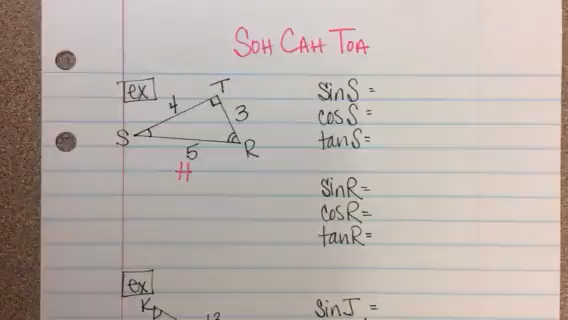 SOH CAH TOA
ex
T
4
3
S
5
R
H
sinS =
cosS =
tanS =
sinR =
cosR =
tanR =
ex
K
sinJ =